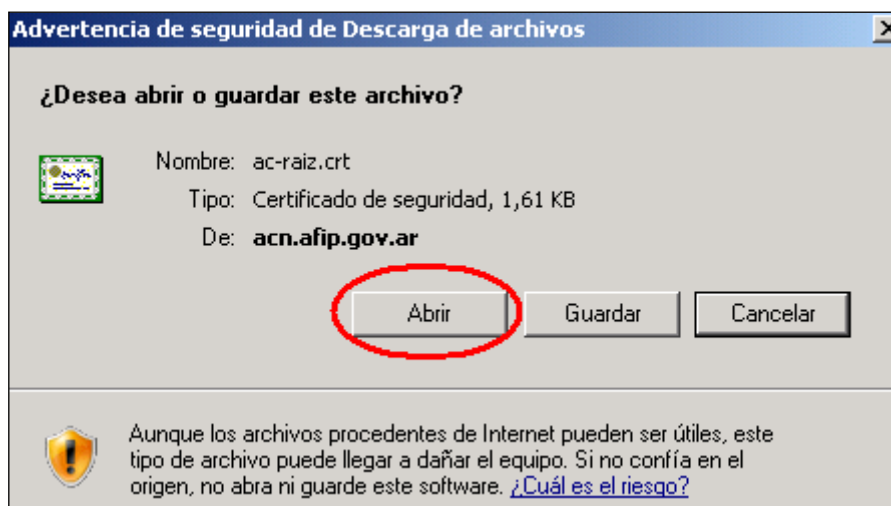 Advertencia de seguridad de Descarga de archivos
¿Desea abrir o guardar este archivo?
Nombre: ac-raiz.crt
Tipo: Certificado de seguridad, 1,61 KB
De: acn.afip.gov.ar
Abrir Guardar Cancelar
Aunque los archivos procedentes de Internet pueden ser útiles, este
tipo de archivo puede llegar a dañar el equipo. Si no confía en el
origen, no abra ni guarde este software. ¿Cuál es el riesgo?